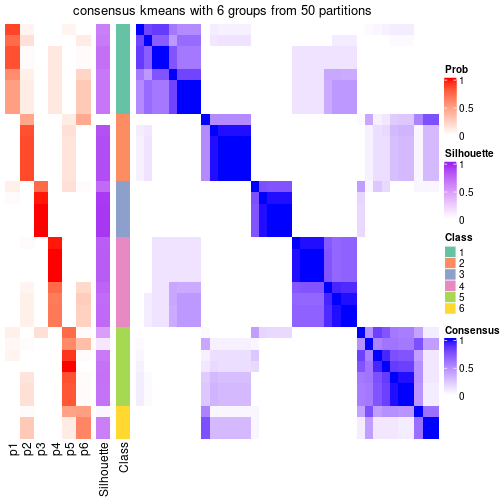 consensus kmeans with 6 groups from 50 partitions
Prob
1
0.5
0
Silhouette
1
0.5
0
Class
1
2
3
4
5
6
Consensus
1
0.5
0
p1
p2
p3
p4
p5
p6
Silhouette
Class